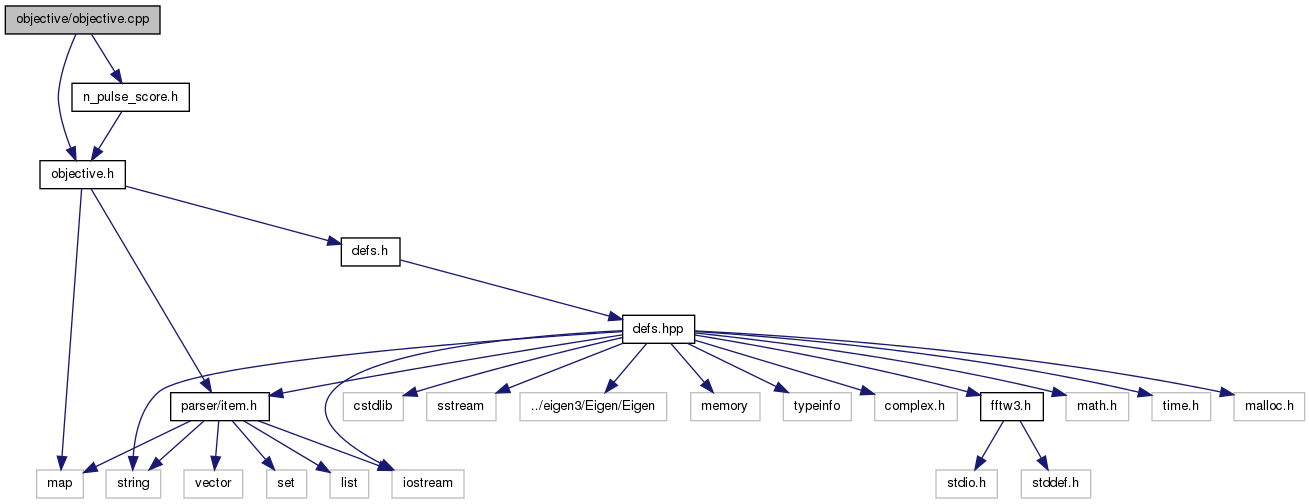 objective/objective.cpp
n_pulse_score.h
objective.h
defs.h
defs.hpp
parser/item.h
cstdlib
sstream
../eigen3/Eigen/Eigen
memory
typeinfo
complex.h
fftw3.h
math.h
time.h
malloc.h
map
string
vector
set
list
iostream
stdio.h
stddef.h